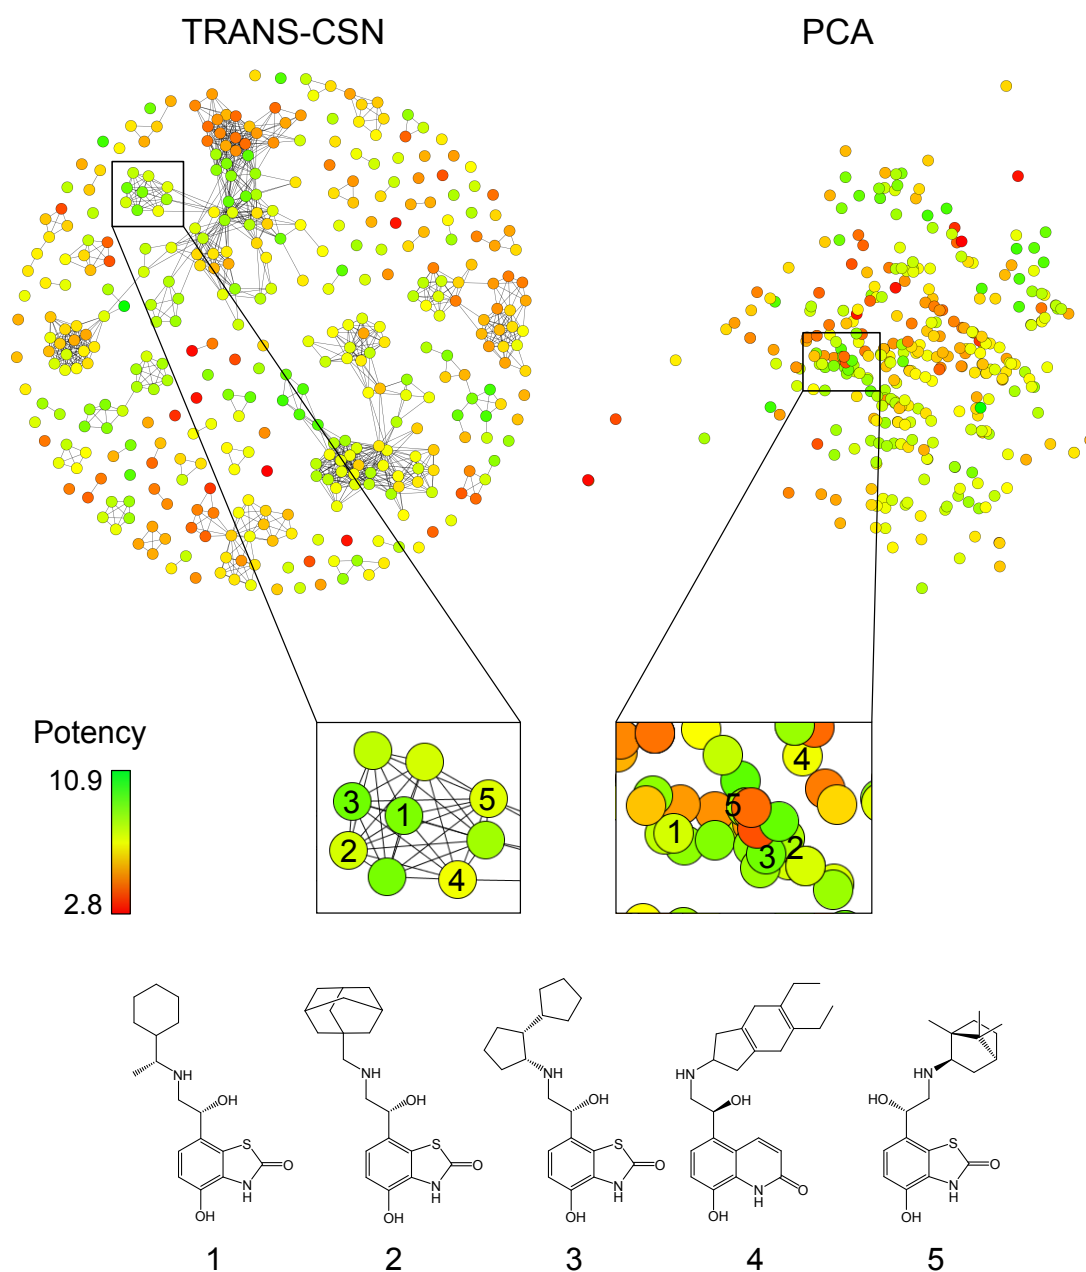 TRANS-CSN PCA
Potency
10.9
2.8
3 1 5
2 4
4
5
1 3 2
NH OH S O N H OH
NH OH S O N H OH
NH OH S O N H OH
HN OH N H O OH
HN HO S O N H OH
1 2 3 4 5